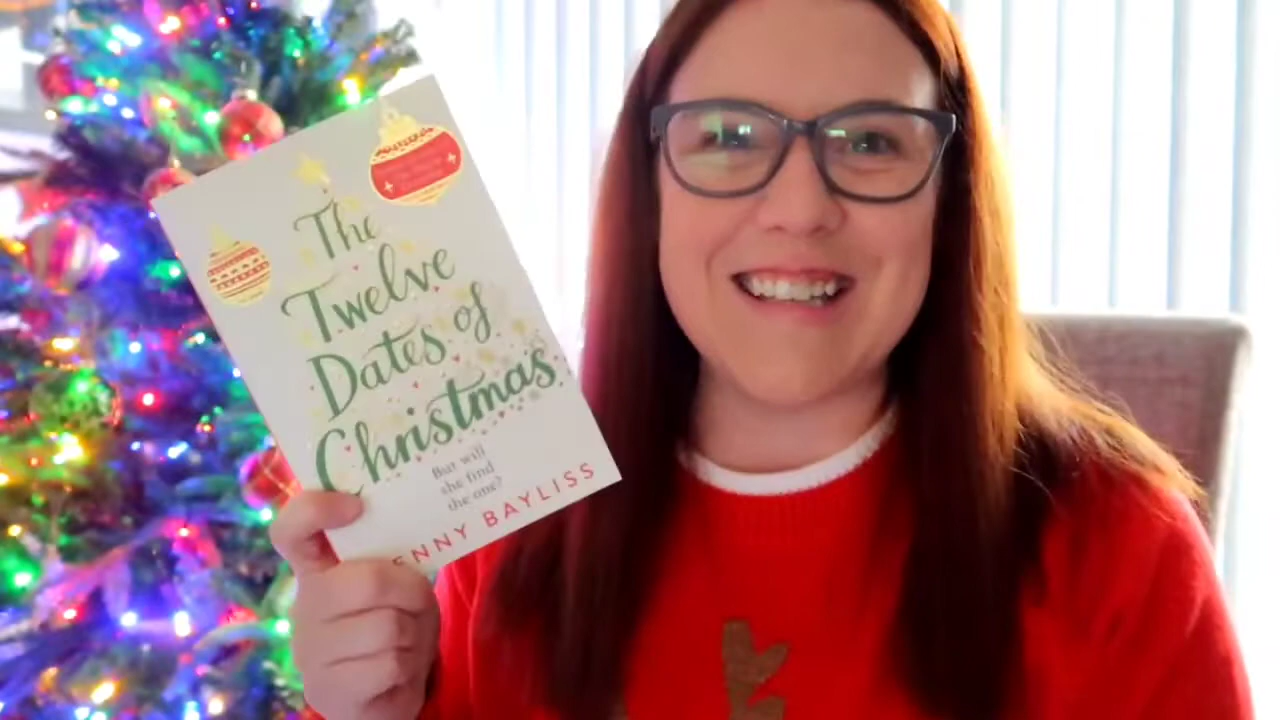 The
Twelve
Dates of
Christmas
But will
she find
the one?
ENNY BAYLISS